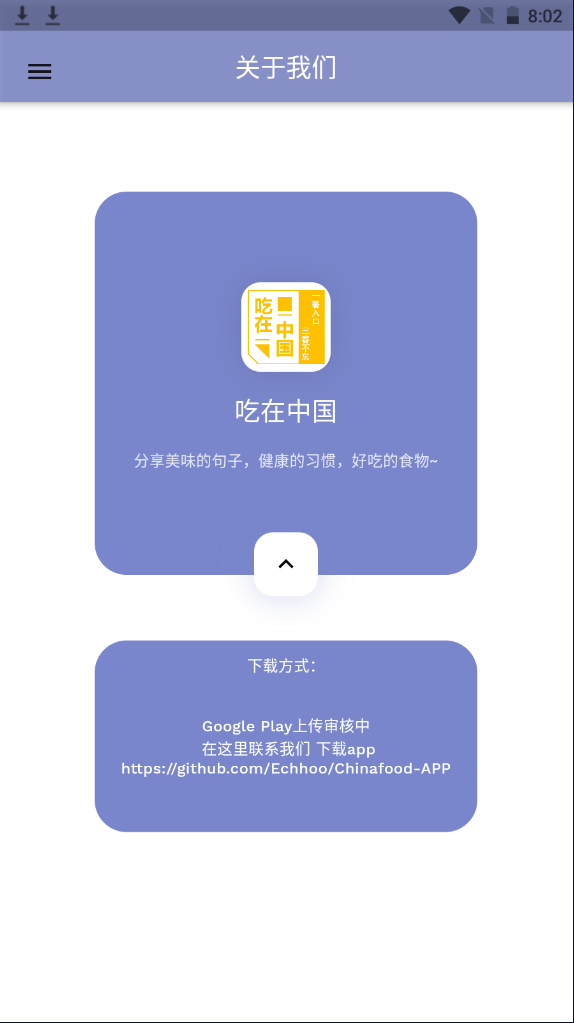 8:02
关于我们
吃在
中国
一箸入口
三春不忘
吃在中国
分享美味的句子，健康的习惯，好吃的食物~
下载方式：
Google Play上传审核中
在这里联系我们 下载app
https://github.com/Echhoo/Chinafood-APP